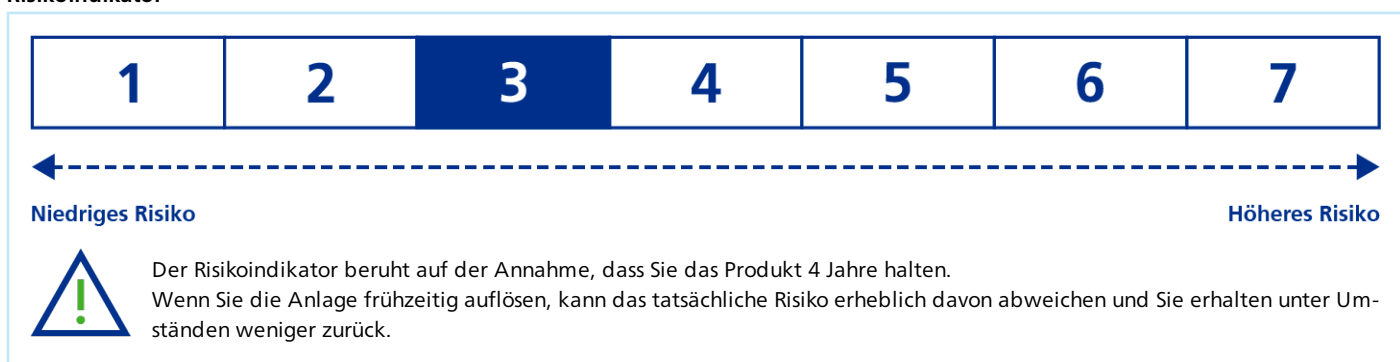 Risikoindikator
1 2 3 4 5 6 7
Niedriges Risiko Höheres Risiko
!
Der Risikoindikator beruht auf der Annahme, dass Sie das Produkt 4 Jahre halten.
Wenn Sie die Anlage frühzeitig auflösen, kann das tatsächliche Risiko erheblich davon abweichen und Sie erhalten unter Um-
ständen weniger zurück.